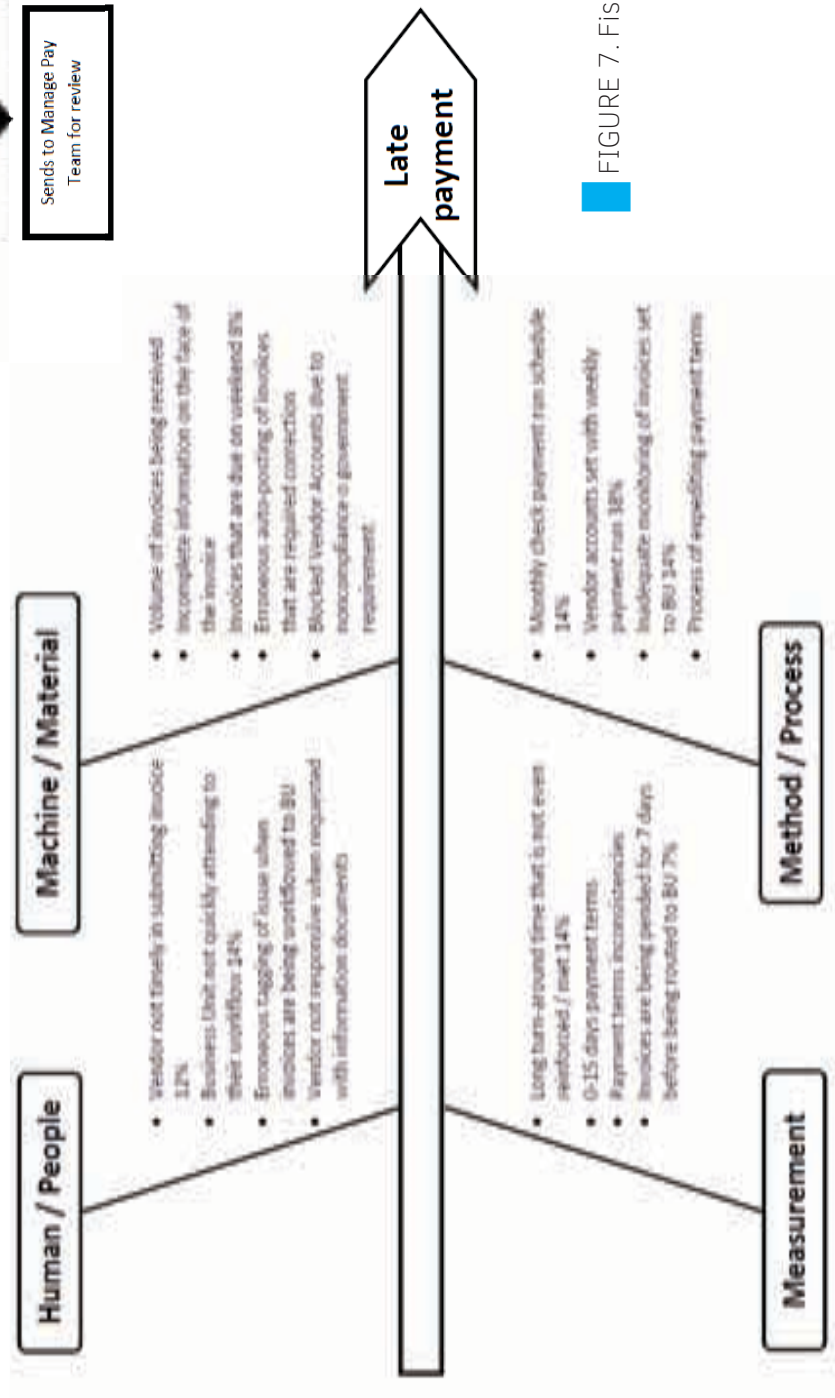 Sends to Manage Pay
Team for review
Human / People
Machine / Material
• Vendor not timely in submitting invoice
12%
• Business Unit not quickly attending to
their workflow 14%
• Erroneous tagging of issue when
invoices are being workflowed to BU
• Vendor not responsive when requested
with information documents
• Volume of invoices being received
• Incomplete information on the face of
the invoice
• Invoices that are due on weekend 8%
• Erroneous auto-posting of invoices
that are required correction
• Blocked Vendor Accounts due to
noncompliance o government
requirement
Late
payment
• Long turn-around time that is not even
reinforced / met 14%
• 0-15 days payment terms
• Payment terms inconsistencies
• Invoices are being pended for 7 days
before being routed to BU 7%
• Monthly check payment run schedule
14%
• Vendor accounts set with weekly
payment run 38%
• Inadequate monitoring of invoices set
to BU 14%
• Process of expediting payment terms
Measurement
Method / Process
FIGURE 7. Fis